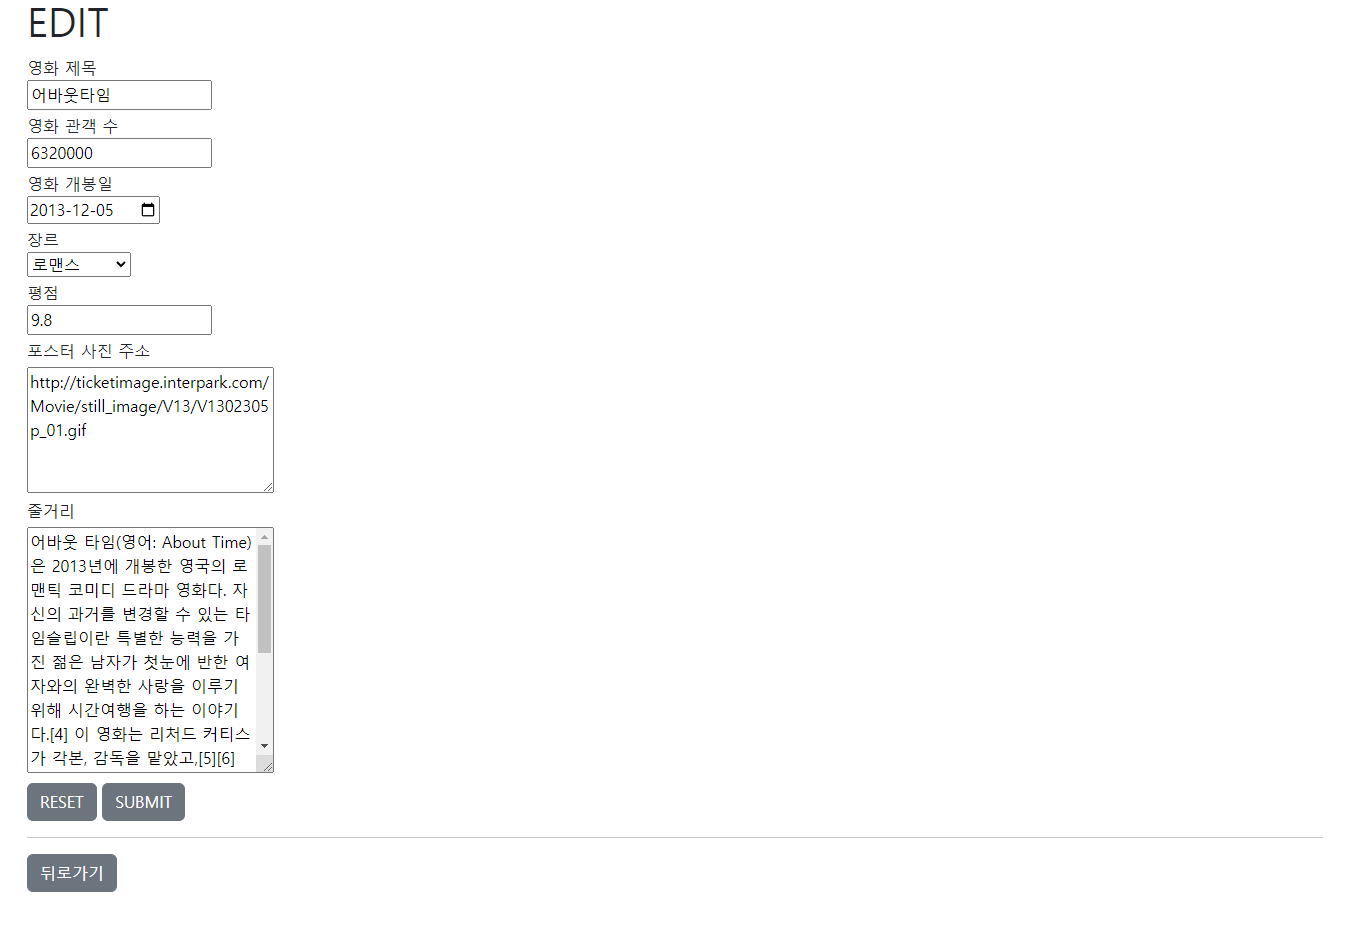 EDIT
영화 제목
어바웃타임
영화 관객 수
6320000
영화 개봉일
2013-12-05
장르
로맨스
평점
9.8
포스터 사진 주소
http://ticketimage.interpark.com/
Movie/still_image/V13/V1302305
p_01.gif
줄거리
어바웃 타임(영어: About Time)
은 2013년에 개봉한 영국의 로
맨틱 코미디 드라마 영화다. 자
신의 과거를 변경할 수 있는 타
임슬립이란 특별한 능력을 가
진 젊은 남자가 첫눈에 반한 여
자와의 완벽한 사랑을 이루기
위해 시간여행을 하는 이야기
다.[4] 이 영화는 리처드 커티스
가 각본, 감독을 맡았고,[5][6]
RESET SUBMIT
뒤로가기